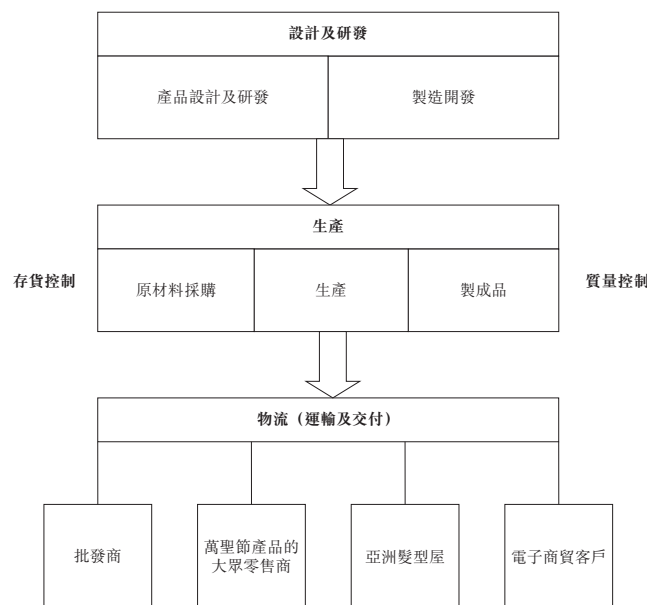 設計及研發
產品設計及研發
製造開發
生產
存貨控制
原材料採購
生產
製成品
質量控制
物流（運輸及交付）
批發商
萬聖節產品的
大眾零售商
亞洲髮型屋
電子商貿客戶